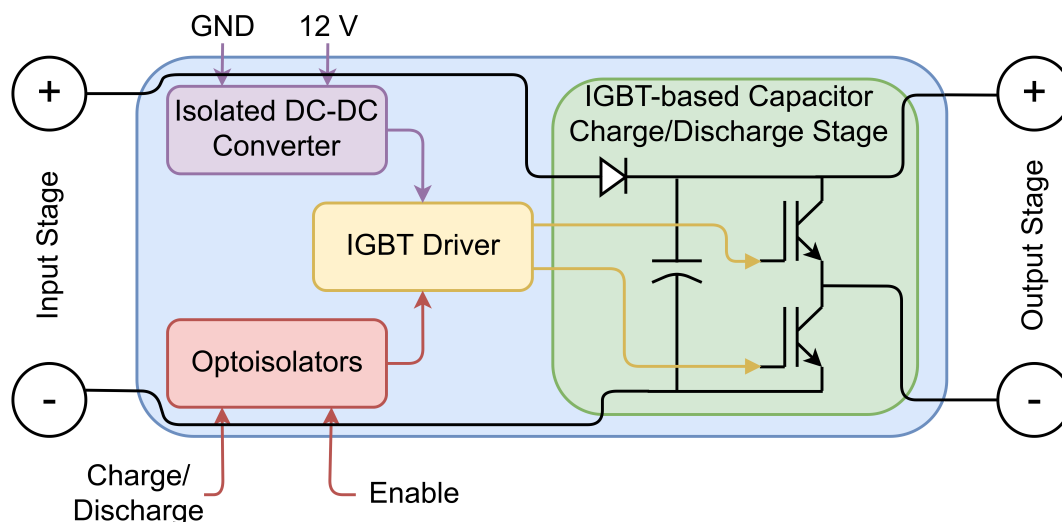 GND
12 V
+
Isolated DC-DC
Converter
IGBT-based Capacitor
Charge/Discharge Stage
+
Input Stage
IGBT Driver
Output Stage
Optoisolators
-
-
Charge/
Discharge
Enable